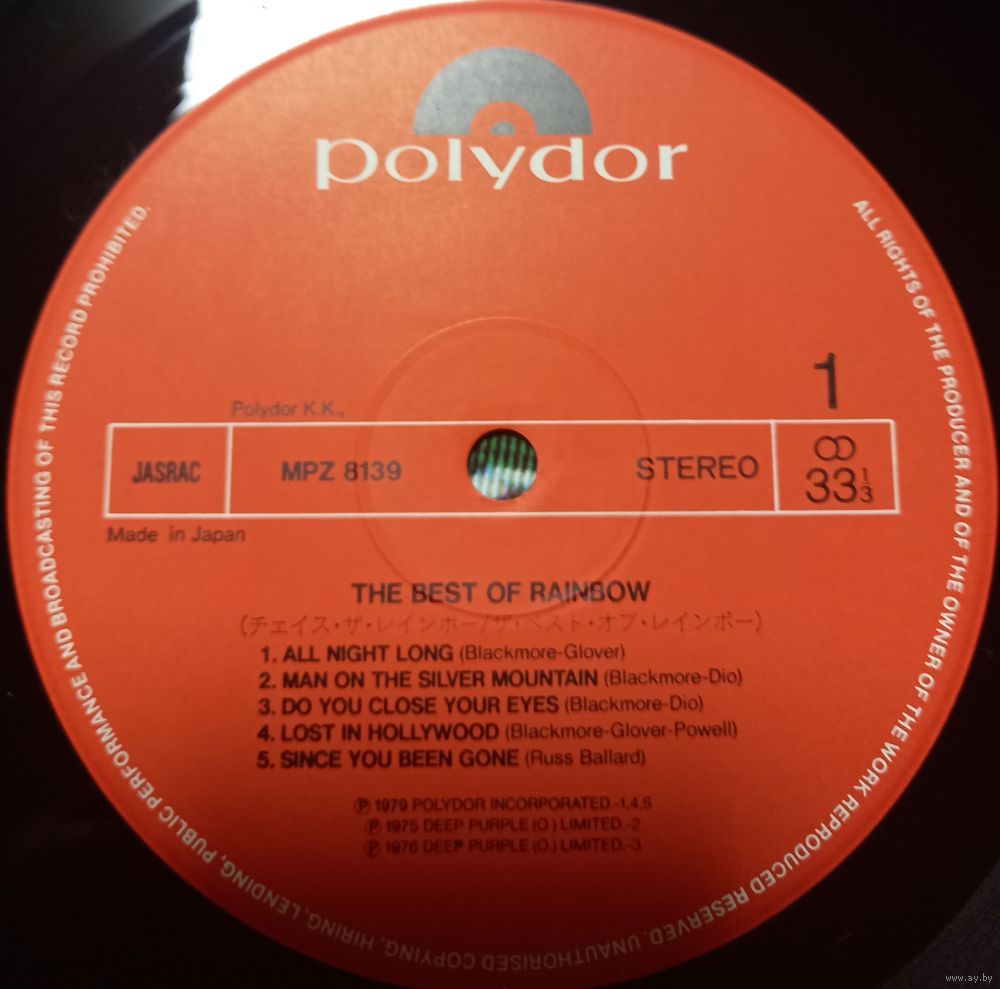 polydor
ALL RIGHTS OF THE PRODUCER AND OF THE OWNER OF THE WORK REPRODUCED RESERVED. UNAUTHORISED COPYING, HIRING, LENDING, PUBLIC PERFORMANCE AND BROADCASTING OF THIS RECORD PROHIBITED.
1
Polydor K.K.,
JASRAC MPZ 8139 STEREO 33 1/3
Made in Japan
THE BEST OF RAINBOW
(チェイス・ザ・レインボー/ザ・ベスト・オブ・レインボー)
1. ALL NIGHT LONG (Blackmore-Glover)
2. MAN ON THE SILVER MOUNTAIN (Blackmore-Dio)
3. DO YOU CLOSE YOUR EYES (Blackmore-Dio)
4. LOST IN HOLLYWOOD (Blackmore-Glover-Powell)
5. SINCE YOU BEEN GONE (Russ Ballard)
Ⓟ 1979 POLYDOR INCORPORATED.-1,4,5
Ⓟ 1975 DEEP PURPLE (O.) LIMITED.-2
Ⓟ 1976 DEEP PURPLE (O.) LIMITED.-3
www.ay.by